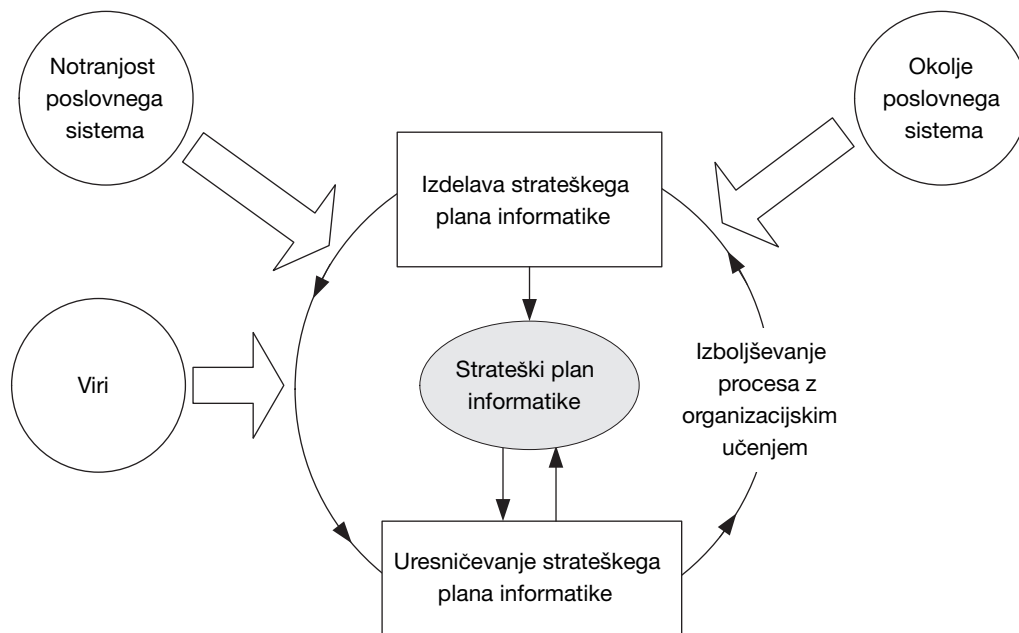 Notranjost
poslovnega
sistema
Okolje
poslovnega
sistema
Izdelava strateškega
plana informatike
Viri
Strateški plan
informatike
Izboljševanje
procesa z
organizacijskim
učenjem
Uresničevanje strateškega
plana informatike